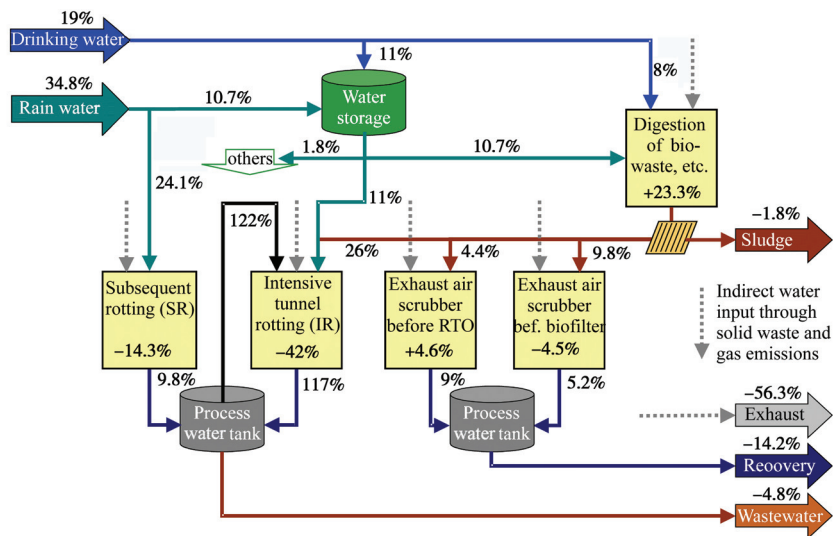 19%
Drinking water
11%
8%
34.8%
Rain water
10.7%
Water
storage
Digestion
of bio-
waste, etc.
+23.3%
others
1.8%
10.7%
24.1%
122%
11%
−1.8%
Sludge
26%
4.4%
9.8%
Subsequent
rotting (SR)
−14.3%
Intensive
tunnel
rotting (IR)
−42%
Exhaust air
scrubber
before RTO
+4.6%
Exhaust air
scrubber
bef. biofilter
−4.5%
Indirect water
input through
solid waste and
gas emissions
9.8%
117%
9%
5.2%
Process
water tank
Process
water tank
−56.3%
Exhaust
−14.2%
Reoovery
−4.8%
Wastewater